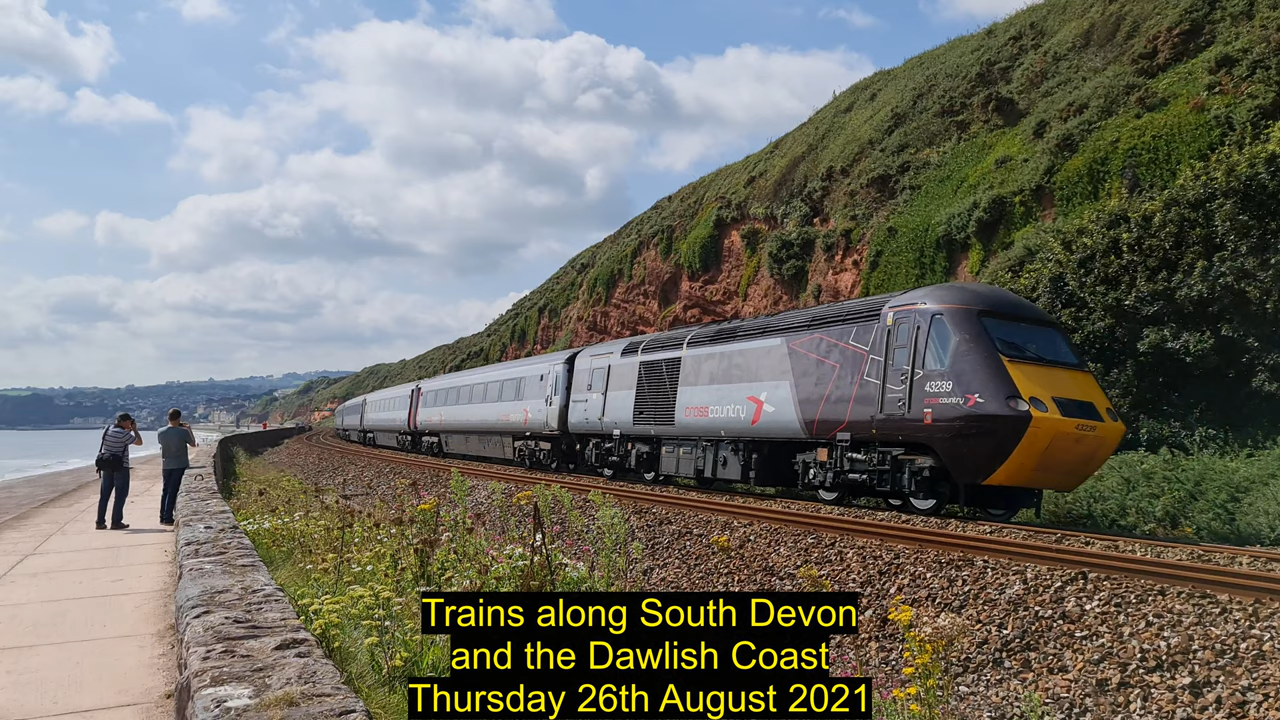 43239
crosscountry
crosscountry
43239
Trains along South Devon
and the Dawlish Coast
Thursday 26th August 2021